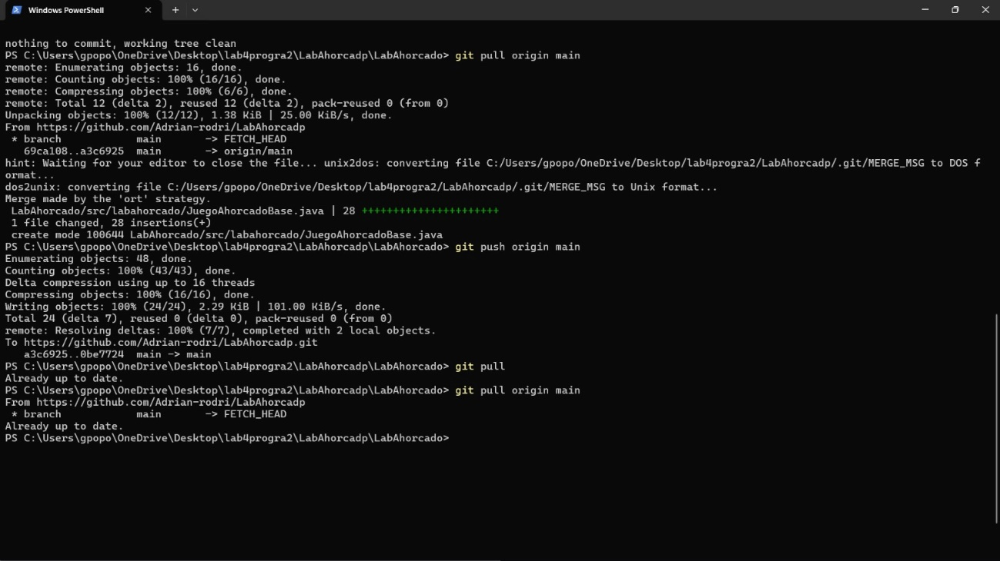 Windows PowerShell
nothing to commit, working tree clean
PS C:\Users\gpopo\OneDrive\Desktop\lab4progra2\LabAhorcadp\LabAhorcado> git pull origin main
remote: Enumerating objects: 16, done.
remote: Counting objects: 100% (16/16), done.
remote: Compressing objects: 100% (6/6), done.
remote: Total 12 (delta 2), reused 12 (delta 2), pack-reused 0 (from 0)
Unpacking objects: 100% (12/12), 1.38 KiB | 25.00 KiB/s, done.
From https://github.com/Adrian-rodri/LabAhorcadp
 * branch            main       -> FETCH_HEAD
   69ca108..a3c6925  main       -> origin/main
hint: Waiting for your editor to close the file... unix2dos: converting file C:/Users/gpopo/OneDrive/Desktop/lab4progra2/LabAhorcadp/.git/MERGE_MSG to DOS f
ormat...
dos2unix: converting file C:/Users/gpopo/OneDrive/Desktop/lab4progra2/LabAhorcadp/.git/MERGE_MSG to Unix format...
Merge made by the 'ort' strategy.
 LabAhorcado/src/labahorcado/JuegoAhorcadoBase.java | 28 ++++++++++++++++++++++
 1 file changed, 28 insertions(+)
 create mode 100644 LabAhorcado/src/labahorcado/JuegoAhorcadoBase.java
PS C:\Users\gpopo\OneDrive\Desktop\lab4progra2\LabAhorcadp\LabAhorcado> git push origin main
Enumerating objects: 48, done.
Counting objects: 100% (43/43), done.
Delta compression using up to 16 threads
Compressing objects: 100% (16/16), done.
Writing objects: 100% (24/24), 2.29 KiB | 101.00 KiB/s, done.
Total 24 (delta 7), reused 0 (delta 0), pack-reused 0 (from 0)
remote: Resolving deltas: 100% (7/7), completed with 2 local objects.
To https://github.com/Adrian-rodri/LabAhorcadp.git
   a3c6925..0be7724  main -> main
PS C:\Users\gpopo\OneDrive\Desktop\lab4progra2\LabAhorcadp\LabAhorcado> git pull
Already up to date.
PS C:\Users\gpopo\OneDrive\Desktop\lab4progra2\LabAhorcadp\LabAhorcado> git pull origin main
From https://github.com/Adrian-rodri/LabAhorcadp
 * branch            main       -> FETCH_HEAD
Already up to date.
PS C:\Users\gpopo\OneDrive\Desktop\lab4progra2\LabAhorcadp\LabAhorcado>